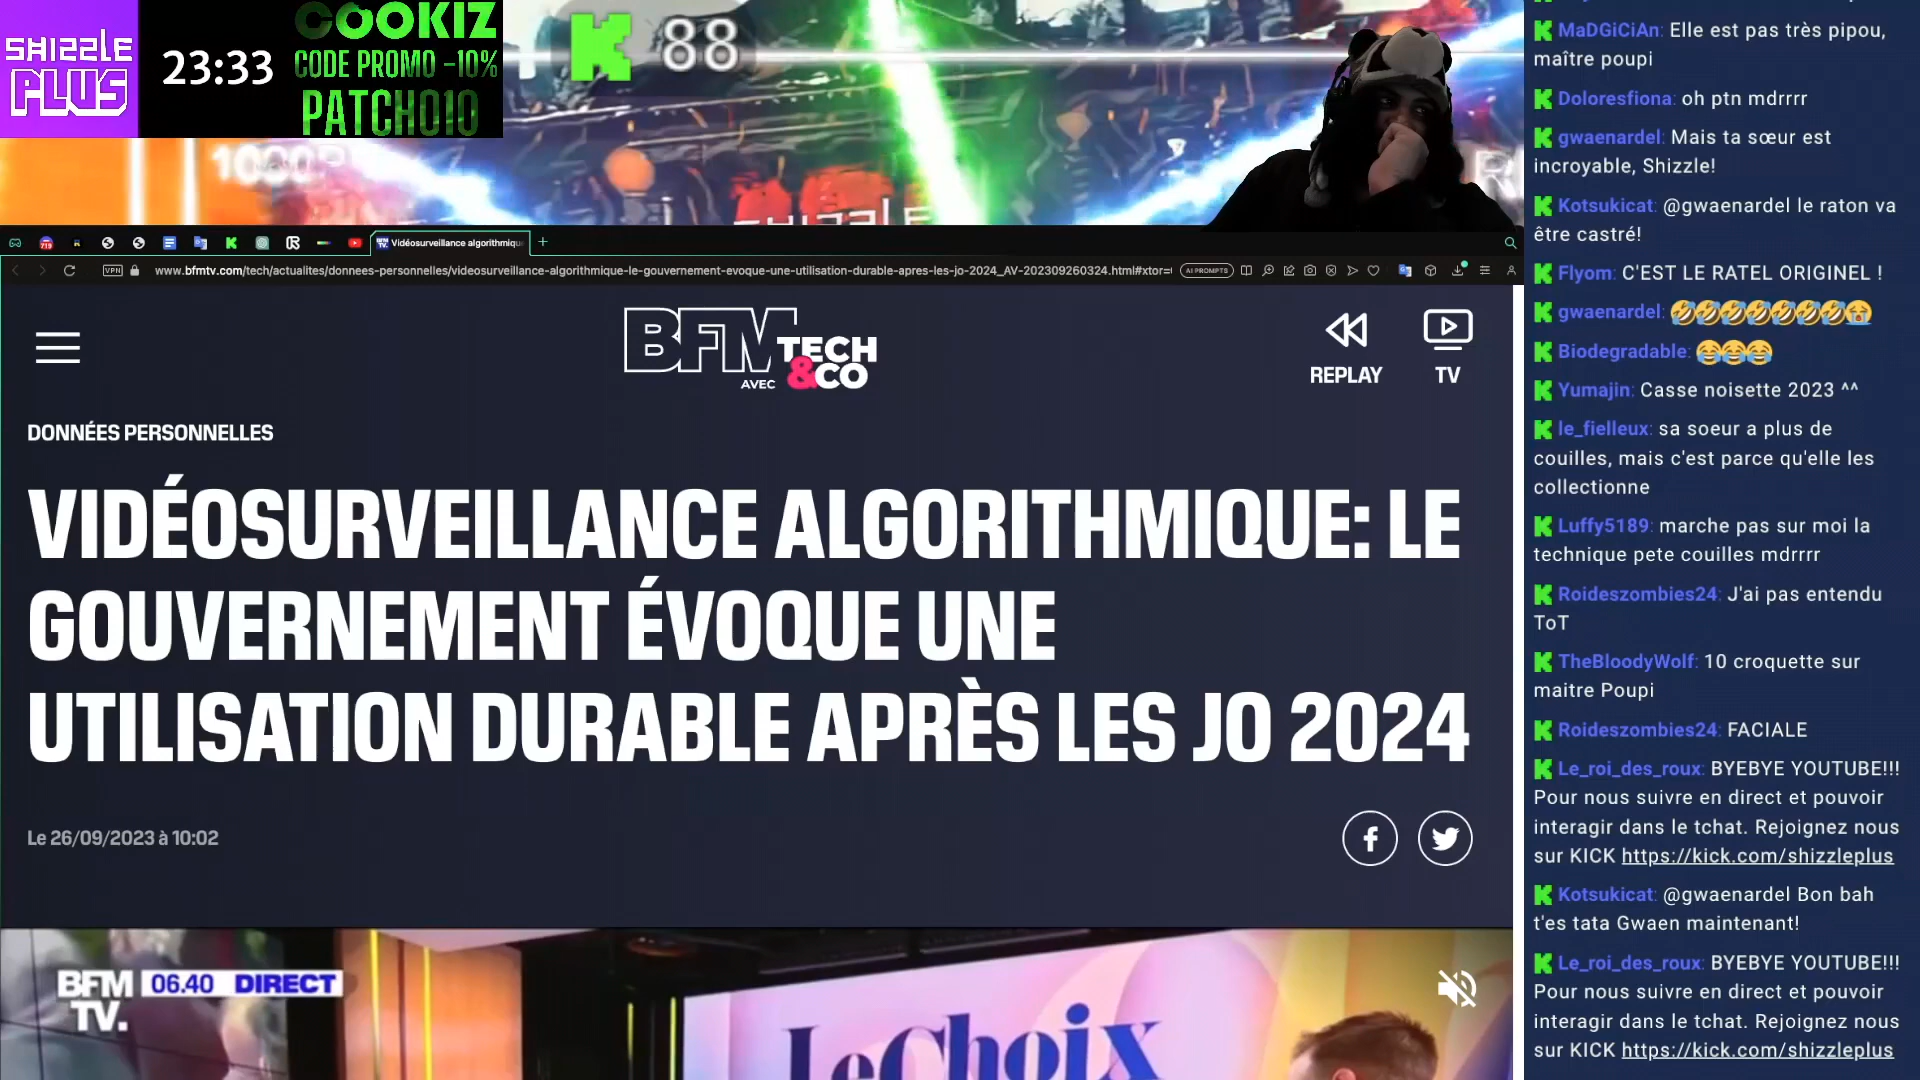 SHIZZLE
PLUS
23:33
COOKIZ
CODE PROMO -10%
PATCHO10
88
Vidéosurveillance algorithmiqu
www.bfmtv.com/tech/actualites/donnees-personnelles/videosurveillance-algorithmique-le-gouvernement-evoque-une-utilisation-durable-apres-les-jo-2024_AV-202309260324.html#xtor=
AI PROMPTS
VPN
BFM
TECH
AVEC &CO
REPLAY
TV
DONNÉES PERSONNELLES
VIDÉOSURVEILLANCE ALGORITHMIQUE: LE
GOUVERNEMENT ÉVOQUE UNE
UTILISATION DURABLE APRÈS LES JO 2024
Le 26/09/2023 à 10:02
BFM 06.40 DIRECT
TV.
LeChoix
MaDGiCiAn: Elle est pas très pipou,
maître poupi
Doloresfiona: oh ptn mdrrrr
gwaenardel: Mais ta sœur est
incroyable, Shizzle!
Kotsukicat: @gwaenardel le raton va
être castré!
Flyom: C'EST LE RATEL ORIGINEL !
gwaenardel: 🤣🤣🤣🤣🤣🤣🤣😭
Biodegradable: 😂😂😂
Yumajin: Casse noisette 2023 ^^
le_fielleux: sa soeur a plus de
couilles, mais c'est parce qu'elle les
collectionne
Luffy5189: marche pas sur moi la
technique pete couilles mdrrrr
Roideszombies24: J'ai pas entendu
ToT
TheBloodyWolf: 10 croquette sur
maitre Poupi
Roideszombies24: FACIALE
Le_roi_des_roux: BYEBYE YOUTUBE!!!
Pour nous suivre en direct et pouvoir
interagir dans le tchat. Rejoignez nous
sur KICK https://kick.com/shizzleplus
Kotsukicat: @gwaenardel Bon bah
t'es tata Gwaen maintenant!
Le_roi_des_roux: BYEBYE YOUTUBE!!!
Pour nous suivre en direct et pouvoir
interagir dans le tchat. Rejoignez nous
sur KICK https://kick.com/shizzleplus